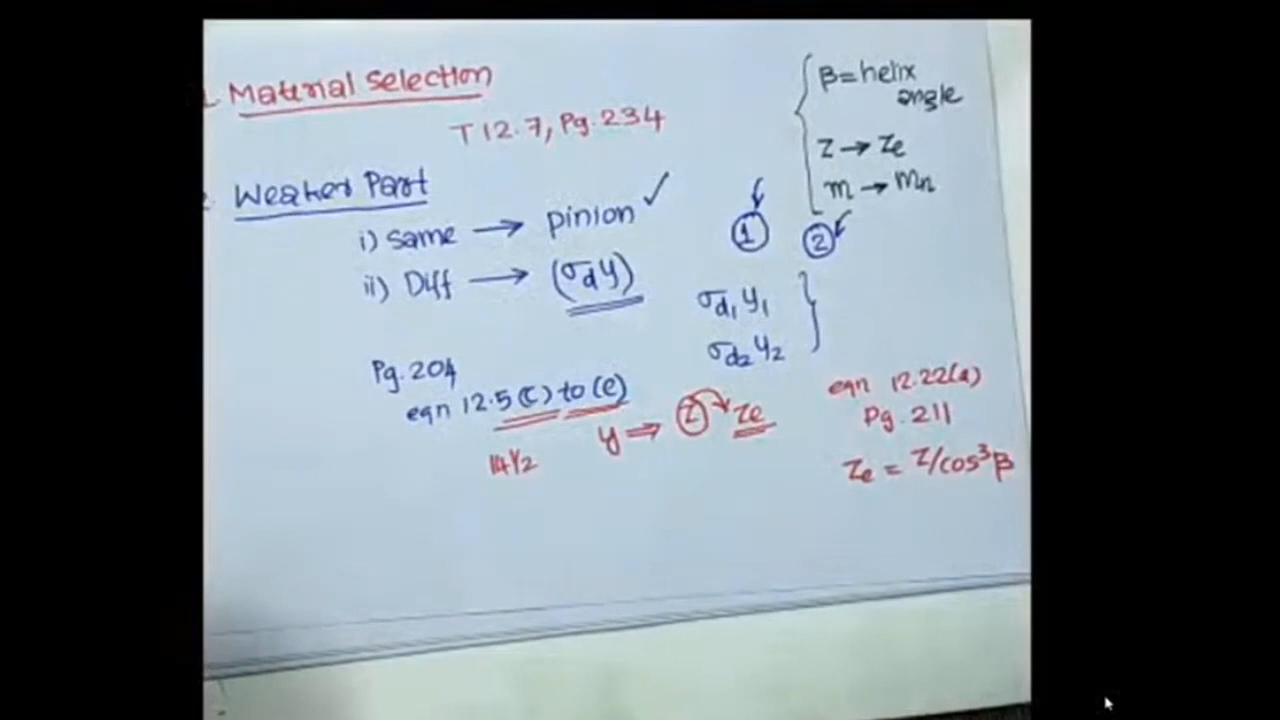 Material Selection
T 12.7, Pg. 234
β = helix angle
z → ze
m → mn
Weaker Part
i) Same → pinion ✓
1 2
ii) Diff → (σd y)
σd1 y1
σd2 y2
Pg. 204
eqn 12.5 (c) to (e)
14 1/2
y ⇒ z → ze
eqn 12.22(a)
Pg. 211
ze = z/cos³β